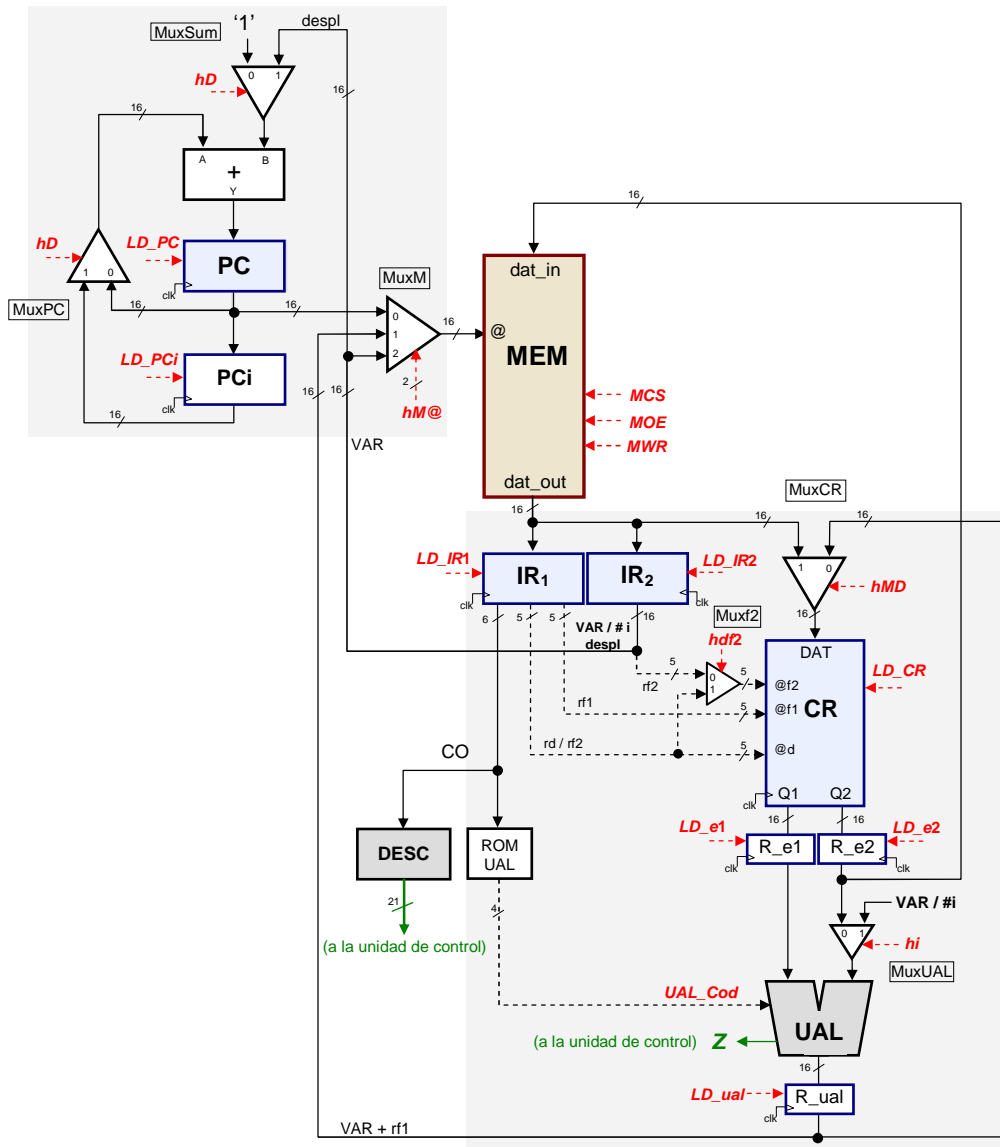 MuxSum
'1'
despl
0
1
hD
16
16
A
B
+
Y
hD
LD_PC
PC
clk
1
0
MuxPC
16
16
LD_PCi
PCi
clk
16
MuxM
0
1
2
16
2
hM@
16
16
VAR
16
dat_in
@
MEM
MCS
MOE
MWR
dat_out
16
MuxCR
16
16
1
0
hMD
16
LD_IR1
IR1
IR2
LD_IR2
clk
clk
6
5
5
16
VAR / # i
despl
Muxf2
hdf2
5
rf2
0
1
5
DAT
@f2
CR
LD_CR
rf1
5
@f1
rd / rf2
5
@d
CO
clk
Q1
Q2
16
16
DESC
ROM
UAL
LD_e1
R_e1
R_e2
LD_e2
clk
clk
21
4
(a la unidad de control)
VAR / #i
0
1
hi
MuxUAL
UAL_Cod
UAL
(a la unidad de control)
Z
16
LD_ual
R_ual
clk
VAR + rf1